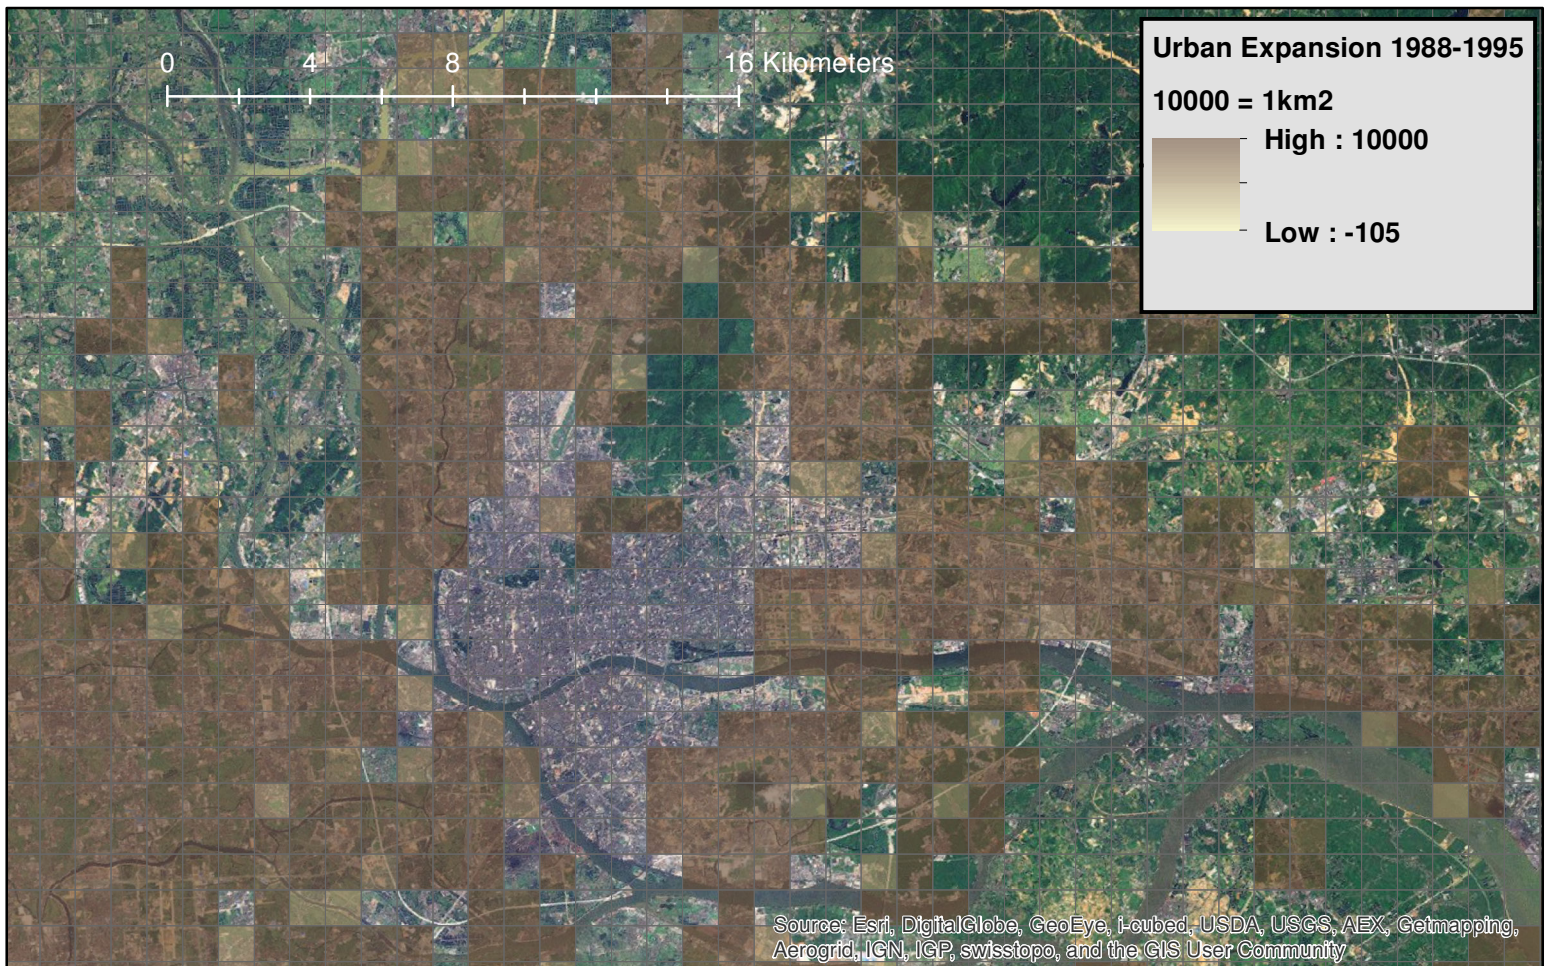 0 4 8 16 Kilometers
Urban Expansion 1988-1995
10000 = 1km2
High : 10000
Low : -105
Source: Esri, DigitalGlobe, GeoEye, i-cubed, USDA, USGS, AEX, Getmapping,
Aerogrid, IGN, IGP, swisstopo, and the GIS User Community